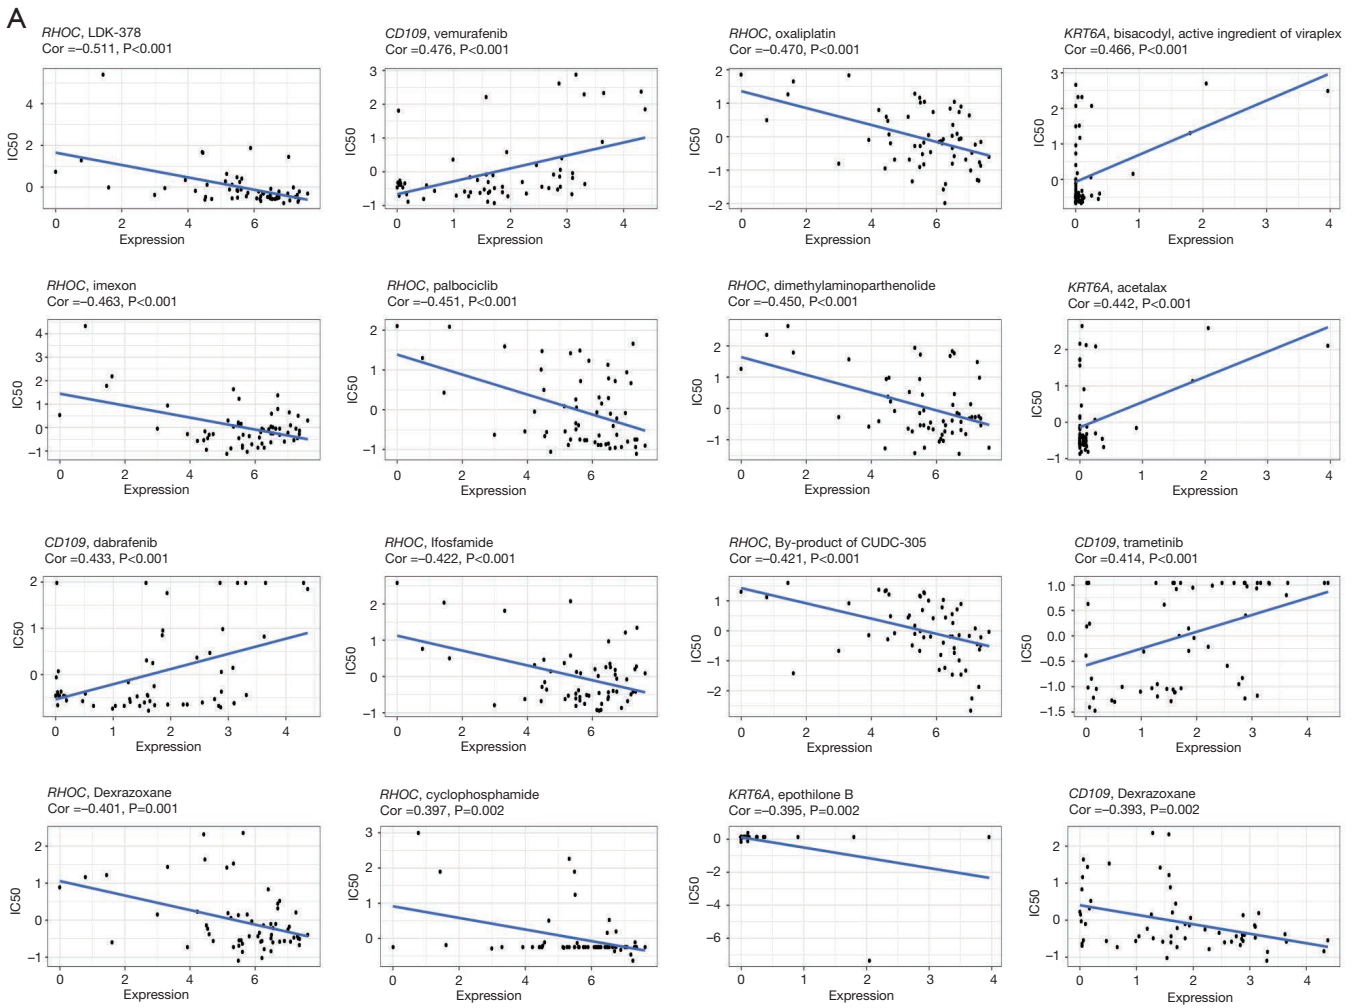 A
RHOC, LDK-378
Cor =–0.511, P<0.001
4
2
0
IC50
0 2 4 6
Expression
CD109, vemurafenib
Cor =0.476, P<0.001
3
2
1
0
–1
IC50
0 1 2 3 4
Expression
RHOC, oxaliplatin
Cor =–0.470, P<0.001
2
1
0
–1
–2
IC50
0 2 4 6
Expression
KRT6A, bisacodyl, active ingredient of viraplex
Cor =0.466, P<0.001
3
2
1
0
IC50
0 1 2 3 4
Expression
RHOC, imexon
Cor =–0.463, P<0.001
4
3
2
1
0
–1
IC50
0 2 4 6
Expression
RHOC, palbociclib
Cor =–0.451, P<0.001
2
1
0
–1
IC50
0 2 4 6
Expression
RHOC, dimethylaminoparthenolide
Cor =–0.450, P<0.001
2
1
0
–1
IC50
0 2 4 6
Expression
KRT6A, acetalax
Cor =0.442, P<0.001
2
1
0
–1
IC50
0 1 2 3 4
Expression
CD109, dabrafenib
Cor =0.433, P<0.001
2
1
0
IC50
0 1 2 3 4
Expression
RHOC, Ifosfamide
Cor =–0.422, P<0.001
2
1
0
–1
IC50
0 2 4 6
Expression
RHOC, By-product of CUDC-305
Cor =–0.421, P<0.001
1
0
–1
–2
IC50
0 2 4 6
Expression
CD109, trametinib
Cor =0.414, P<0.001
1.0
0.5
0.0
–0.5
–1.0
–1.5
IC50
0 1 2 3 4
Expression
RHOC, Dexrazoxane
Cor =–0.401, P=0.001
2
1
0
–1
IC50
0 2 4 6
Expression
RHOC, cyclophosphamide
Cor =0.397, P=0.002
3
2
1
0
IC50
0 2 4 6
Expression
KRT6A, epothilone B
Cor =–0.395, P=0.002
0
–2
–4
–6
IC50
0 1 2 3 4
Expression
CD109, Dexrazoxane
Cor =–0.393, P=0.002
2
1
0
–1
IC50
0 1 2 3 4
Expression